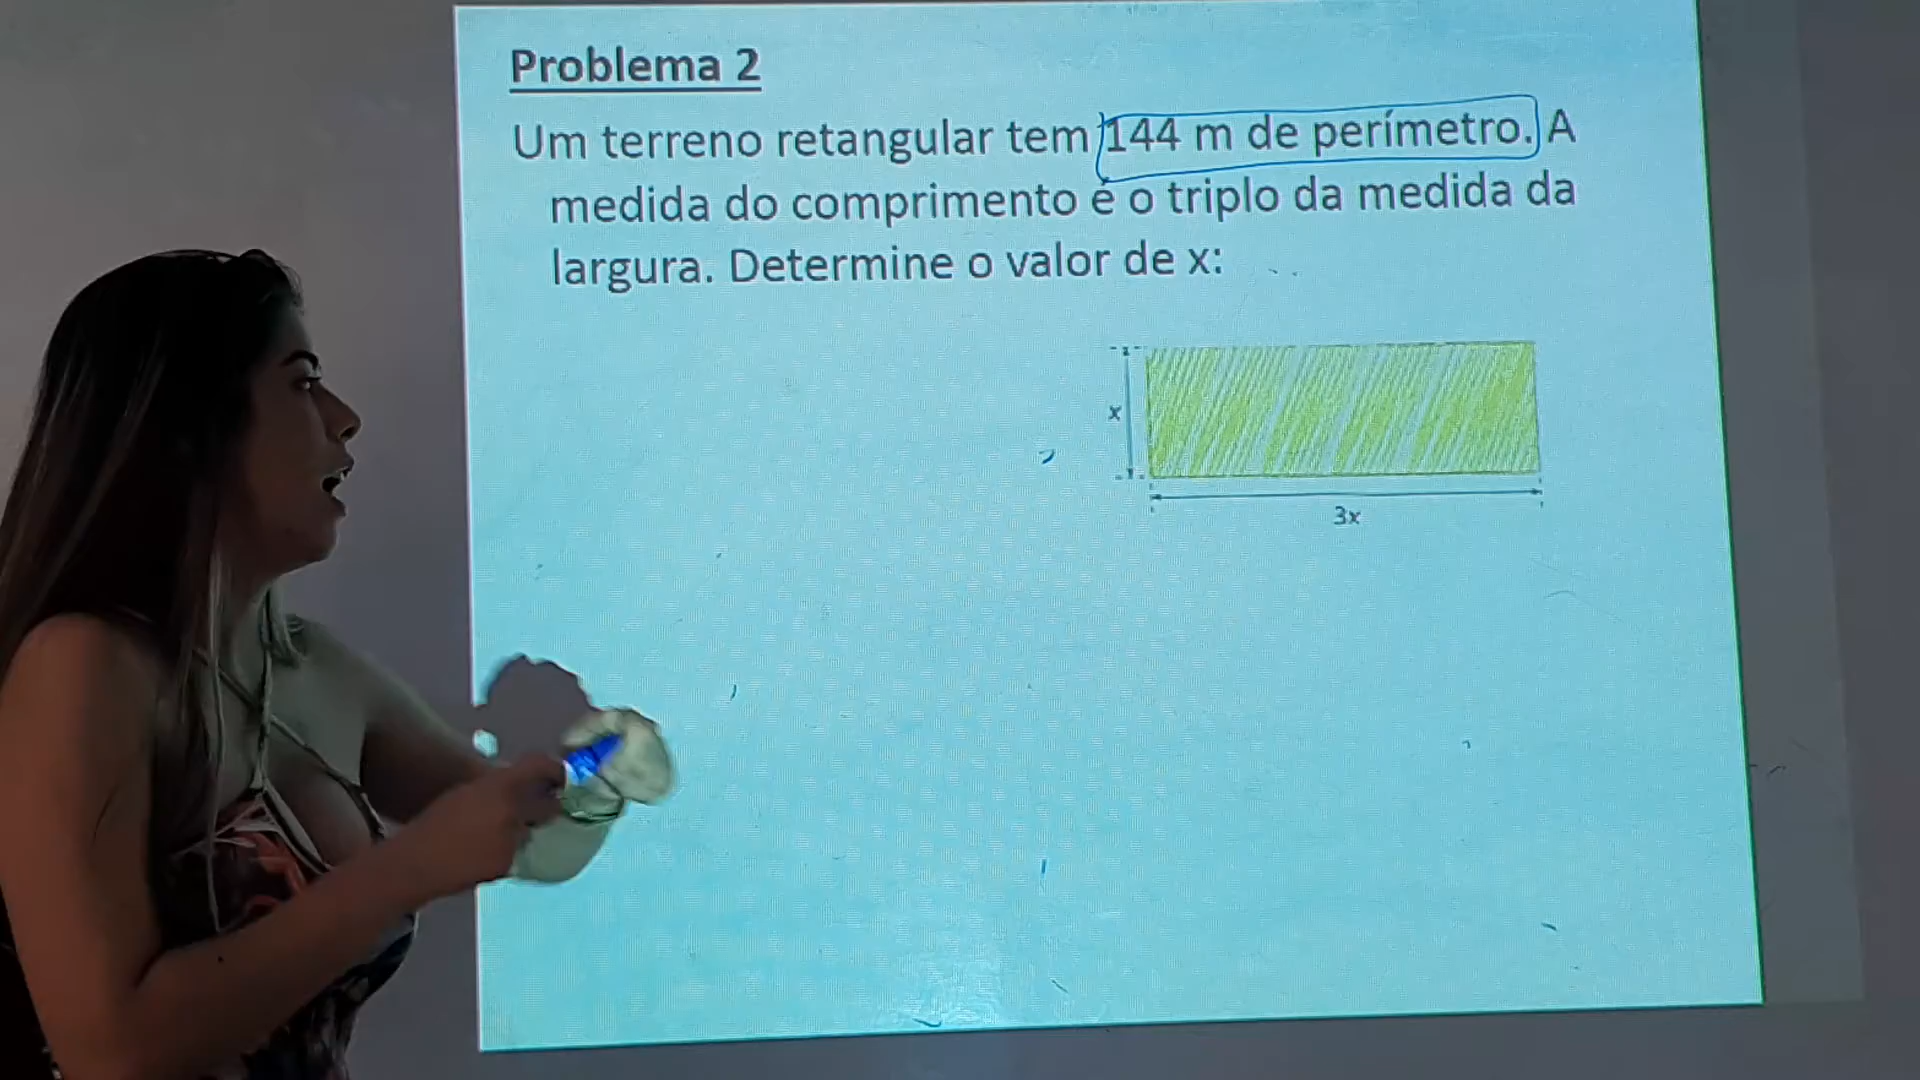 Problema 2
Um terreno retangular tem 144 m de perímetro. A
medida do comprimento é o triplo da medida da
largura. Determine o valor de x:
x
3x